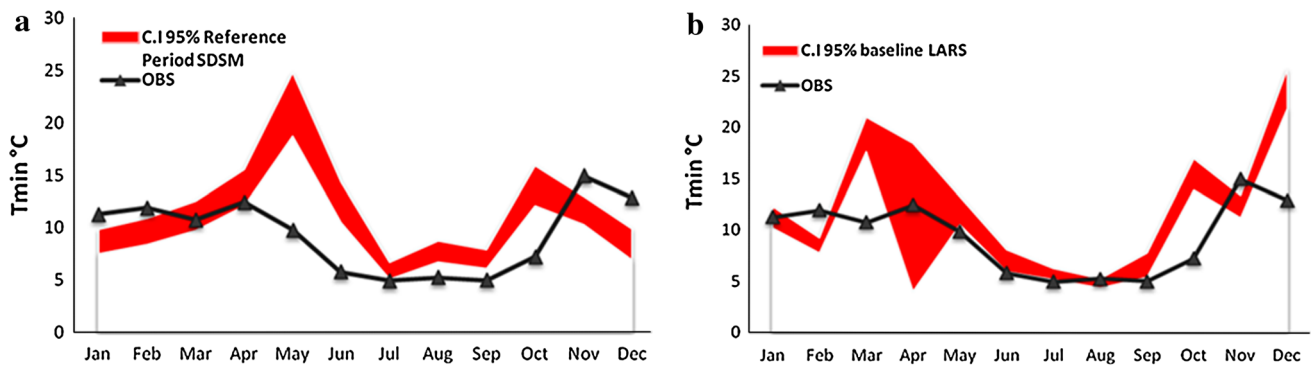 a
30
25
20
15
10
5
0
Tmin °C
C.I 95% Reference
Period SDSM
OBS
Jan Feb Mar Apr May Jun Jul Aug Sep Oct Nov Dec
b
30
25
20
15
10
5
0
Tmin °C
C.I 95% baseline LARS
OBS
Jan Feb Mar Apr May Jun Jul Aug Sep Oct Nov Dec